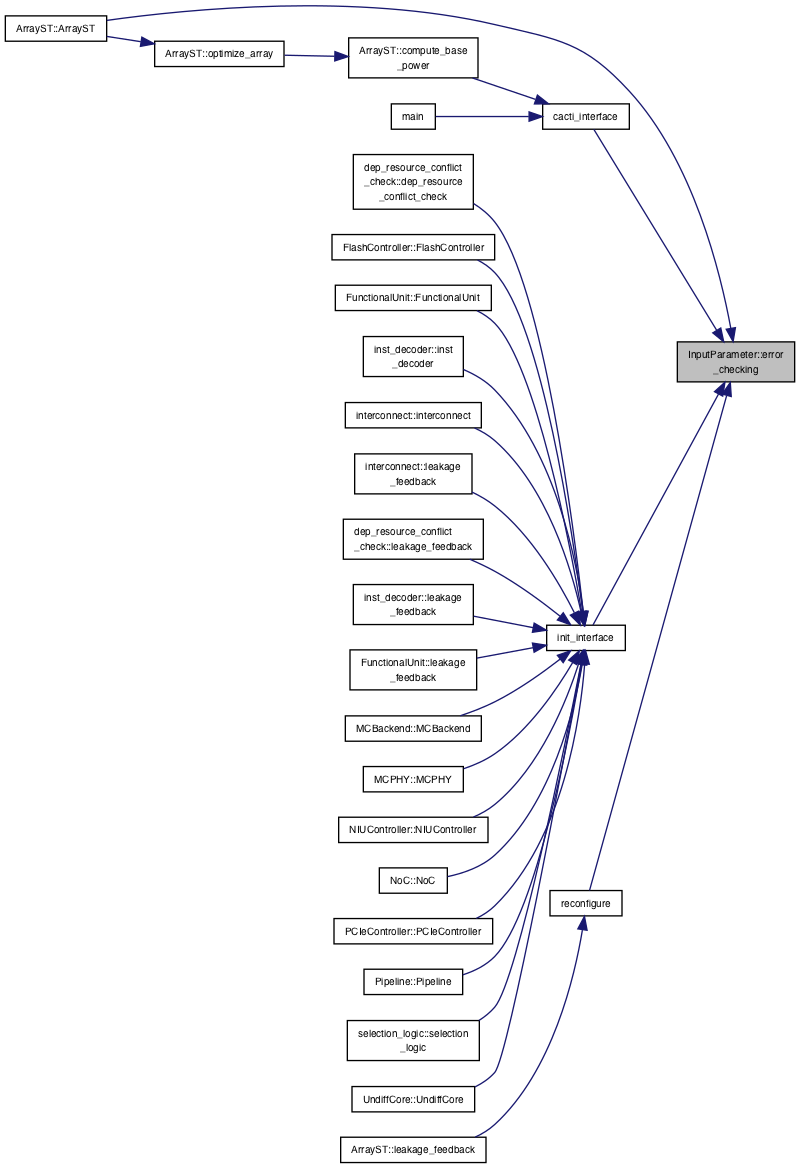 ArrayST::ArrayST
ArrayST::optimize_array
ArrayST::compute_base
_power
main
cacti_interface
dep_resource_conflict
_check::dep_resource
_conflict_check
FlashController::FlashController
FunctionalUnit::FunctionalUnit
inst_decoder::inst
_decoder
InputParameter::error
_checking
interconnect::interconnect
interconnect::leakage
_feedback
dep_resource_conflict
_check::leakage_feedback
inst_decoder::leakage
_feedback
init_interface
FunctionalUnit::leakage
_feedback
MCBackend::MCBackend
MCPHY::MCPHY
NIUController::NIUController
NoC::NoC
reconfigure
PCIeController::PCIeController
Pipeline::Pipeline
selection_logic::selection
_logic
UndiffCore::UndiffCore
ArrayST::leakage_feedback